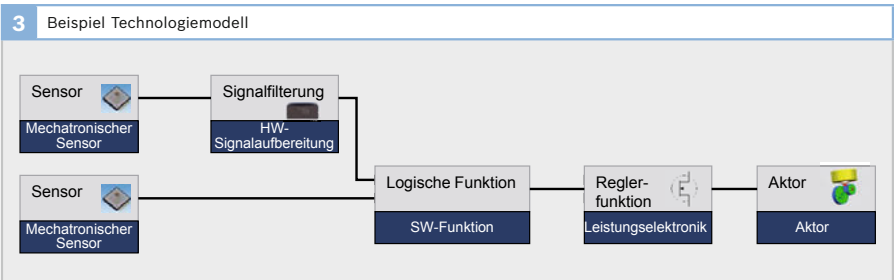 3 Beispiel Technologiemodell
Sensor
Mechatronischer
Sensor
Signalfilterung
HW-
Signalaufbereitung
Sensor
Mechatronischer
Sensor
Logische Funktion
SW-Funktion
Regler-
funktion
Leistungselektronik
Aktor
Aktor